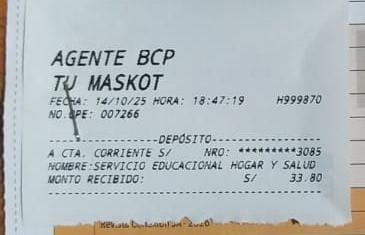 AGENTE BCP
TU MASKOT
FECHA: 14/10/25 HORA: 18:47:19 H999870
NO.OPE: 007266
DEPÓSITO
A CTA. CORRIENTE S/ NRO: *********3085
NOMBRE:SERVICIO EDUCACIONAL HOGAR Y SALUD
MONTO RECIBIDO: S/ 33.80